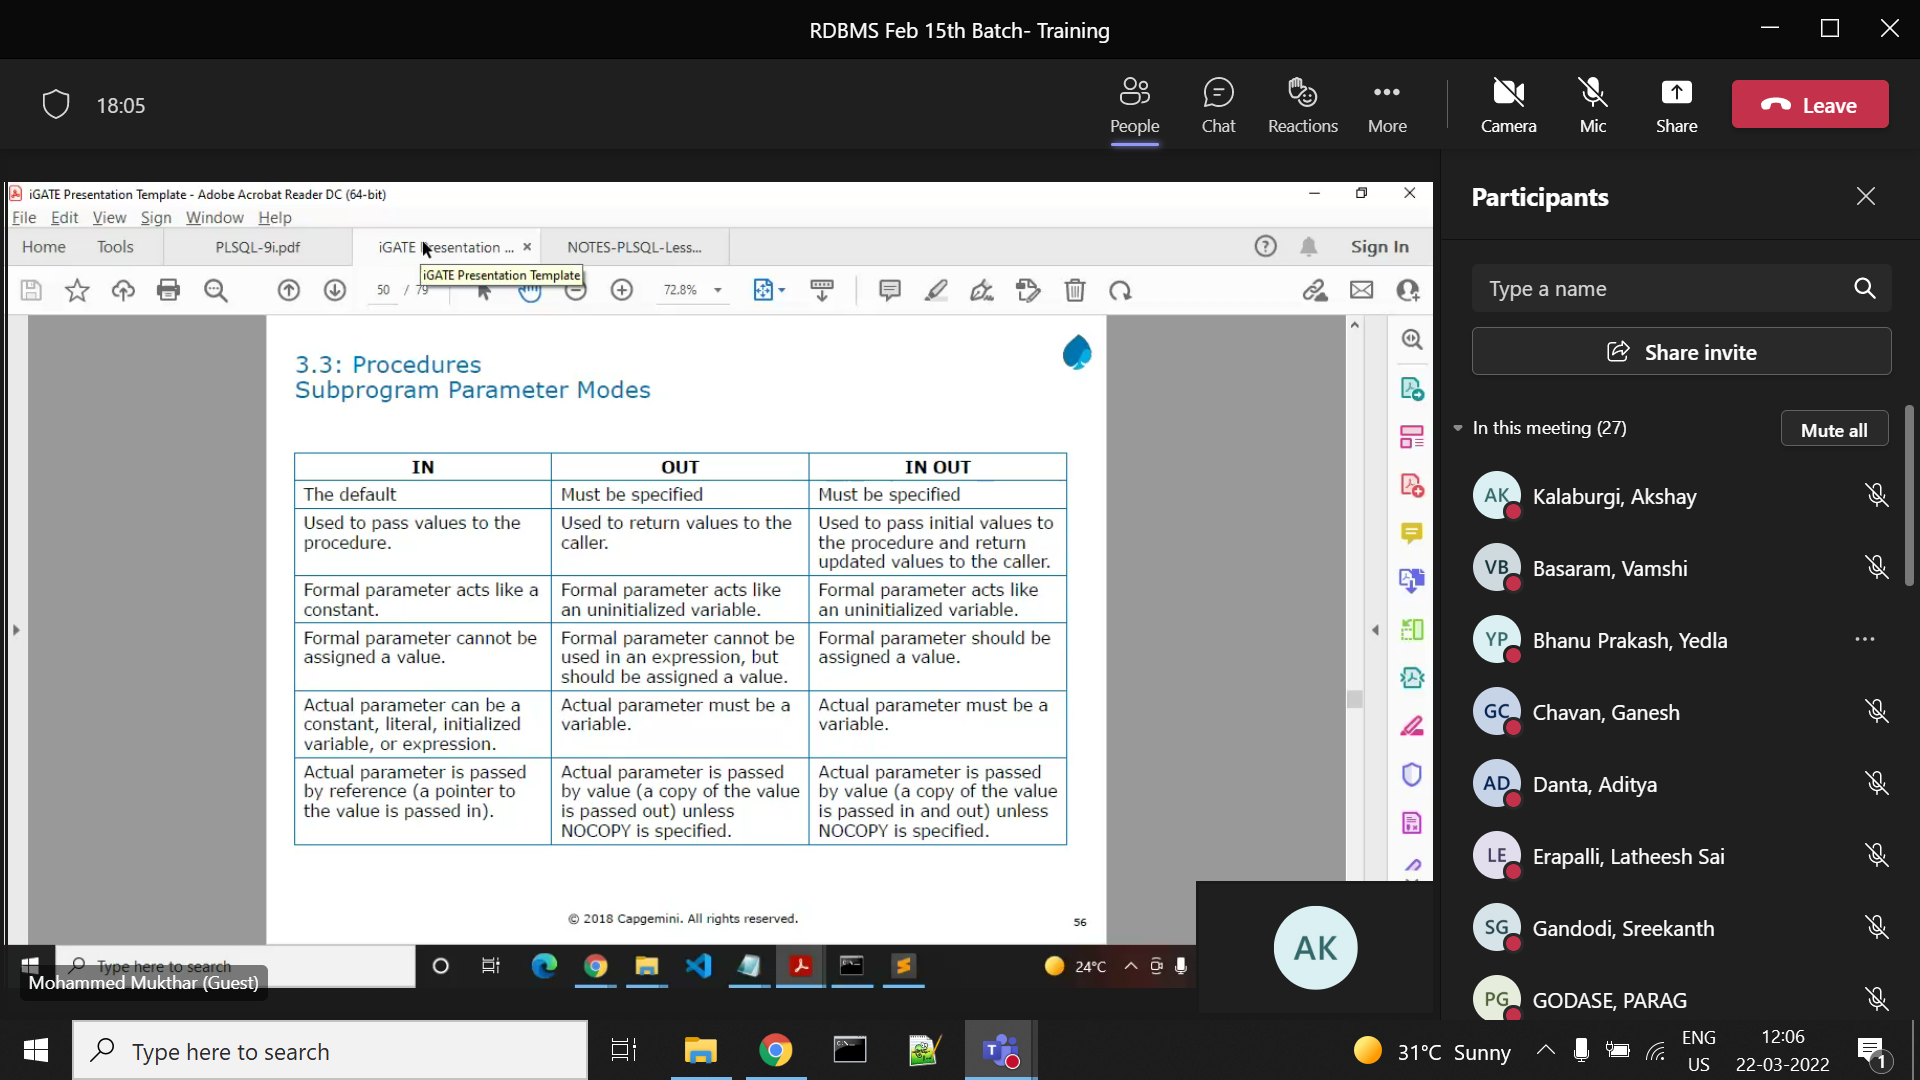 RDBMS Feb 15th Batch- Training
18:05
People
Chat
Reactions
More
Camera
Mic
Share
Leave
iGATE Presentation Template - Adobe Acrobat Reader DC (64-bit)
File Edit View Sign Window Help
Home Tools PLSQL-9i.pdf iGATE Presentation ... × NOTES-PLSQL-Less... Sign In
iGATE Presentation Template
50 / 79 72.8%
3.3: Procedures
Subprogram Parameter Modes
IN OUT IN OUT
The default
Must be specified
Must be specified
Used to pass values to the
procedure.
Used to return values to the
caller.
Used to pass initial values to
the procedure and return
updated values to the caller.
Formal parameter acts like a
constant.
Formal parameter acts like
an uninitialized variable.
Formal parameter acts like
an uninitialized variable.
Formal parameter cannot be
assigned a value.
Formal parameter cannot be
used in an expression, but
should be assigned a value.
Formal parameter should be
assigned a value.
Actual parameter can be a
constant, literal, initialized
variable, or expression.
Actual parameter must be a
variable.
Actual parameter must be a
variable.
Actual parameter is passed
by reference (a pointer to
the value is passed in).
Actual parameter is passed
by value (a copy of the value
is passed out) unless
NOCOPY is specified.
Actual parameter is passed
by value (a copy of the value
is passed in and out) unless
NOCOPY is specified.
© 2018 Capgemini. All rights reserved.
56
Type here to search
24°C
Mohammed Mukthar (Guest)
AK
Participants
Type a name
Share invite
In this meeting (27)
Mute all
AK Kalaburgi, Akshay
VB Basaram, Vamshi
YP Bhanu Prakash, Yedla
GC Chavan, Ganesh
AD Danta, Aditya
LE Erapalli, Latheesh Sai
SG Gandodi, Sreekanth
PG GODASE, PARAG
Type here to search
31°C Sunny
ENG
US
12:06
22-03-2022
1